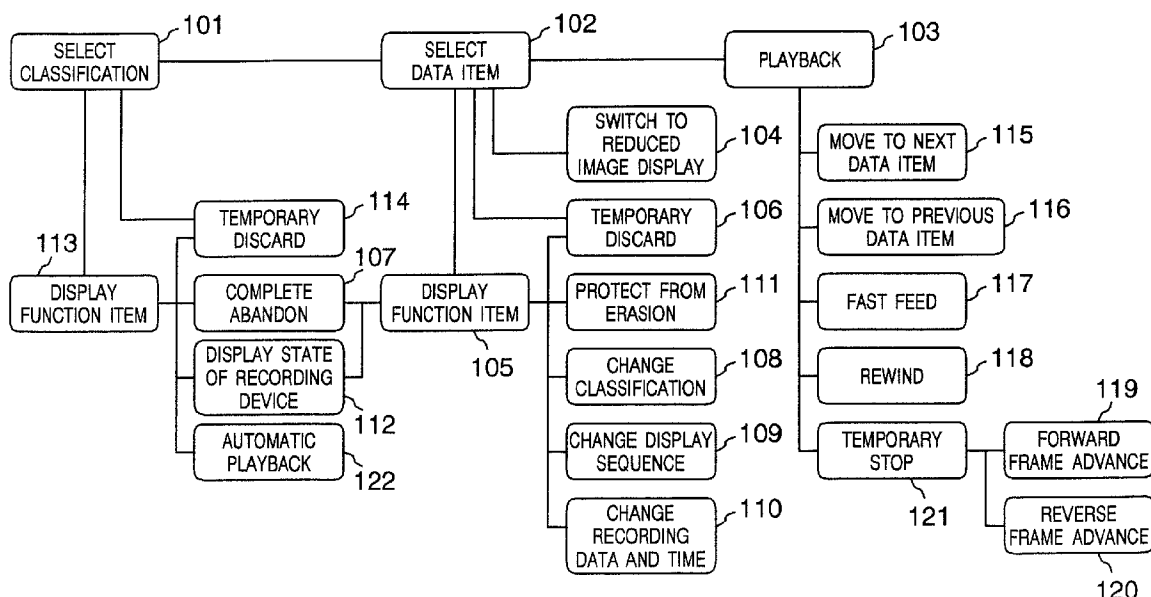 101
SELECT
CLASSIFICATION
102
SELECT
DATA ITEM
103
PLAYBACK
SWITCH TO
REDUCED
IMAGE DISPLAY
104
MOVE TO NEXT
DATA ITEM
115
TEMPORARY
DISCARD
114
TEMPORARY
DISCARD
106
MOVE TO PREVIOUS
DATA ITEM
116
113
DISPLAY
FUNCTION ITEM
COMPLETE
ABANDON
107
DISPLAY
FUNCTION ITEM
105
PROTECT FROM
ERASION
111
FAST FEED
117
DISPLAY STATE
OF RECORDING
DEVICE
112
CHANGE
CLASSIFICATION
108
REWIND
118
AUTOMATIC
PLAYBACK
122
CHANGE DISPLAY
SEQUENCE
109
TEMPORARY
STOP
121
119
FORWARD
FRAME ADVANCE
CHANGE
RECORDING
DATA AND TIME
110
REVERSE
FRAME ADVANCE
120